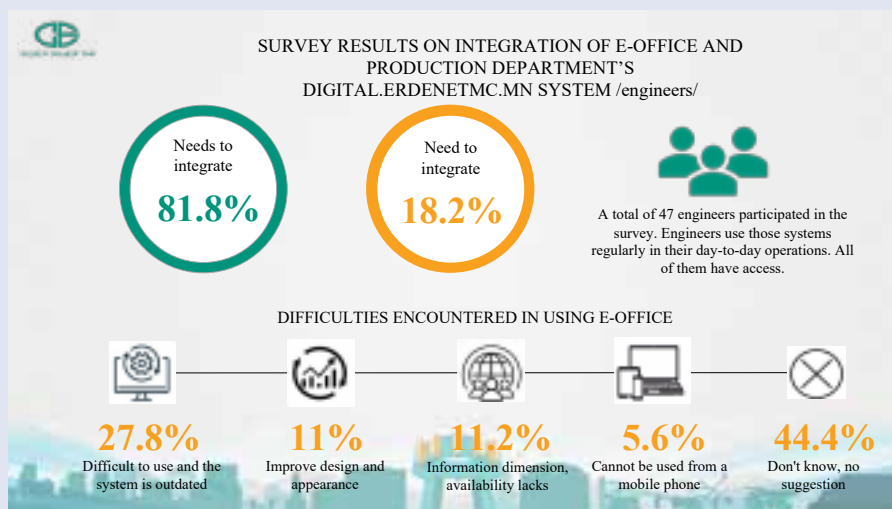 SURVEY RESULTS ON INTEGRATION OF E-OFFICE AND
PRODUCTION DEPARTMENT'S
DIGITAL.ERDENETMC.MN SYSTEM /engineers/
Needs to
integrate
81.8%
Need to
integrate
18.2%
A total of 47 engineers participated in the
survey. Engineers use those systems
regularly in their day-to-day operations. All
of them have access.
DIFFICULTIES ENCOUNTERED IN USING E-OFFICE
27.8%
Difficult to use and the
system is outdated
11%
Improve design and
appearance
11.2%
Information dimension,
availability lacks
5.6%
Cannot be used from a
mobile phone
44.4%
Don't know, no
suggestion